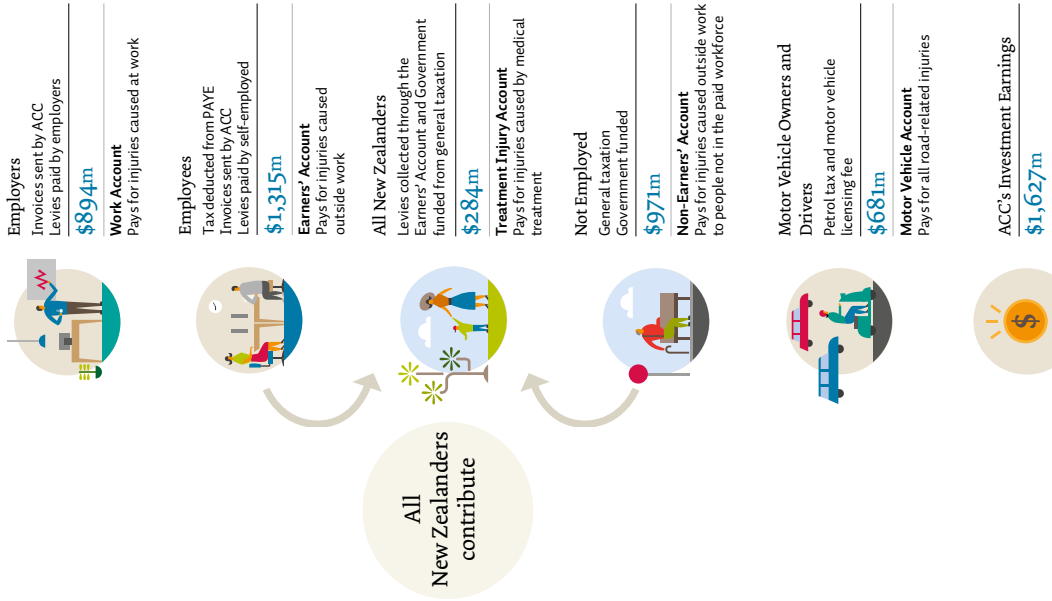 All
New Zealanders
contribute
Employers
Invoices sent by ACC
Levies paid by employers
$894m
Work Account
Pays for injuries caused at work
Employees
Tax deducted from PAYE
Invoices sent by ACC
Levies paid by self-employed
$1,315m
Earners' Account
Pays for injuries caused
outside work
All New Zealanders
Levies collected through the
Earners' Account and Government
funded from general taxation
$284m
Treatment Injury Account
Pays for injuries caused by medical
treatment
Not Employed
General taxation
Government funded
$971m
Non-Earners' Account
Pays for injuries caused outside work
to people not in the paid workforce
Motor Vehicle Owners and
Drivers
Petrol tax and motor vehicle
licensing fee
$681m
Motor Vehicle Account
Pays for all road-related injuries
ACC's Investment Earnings
$1,627m
$